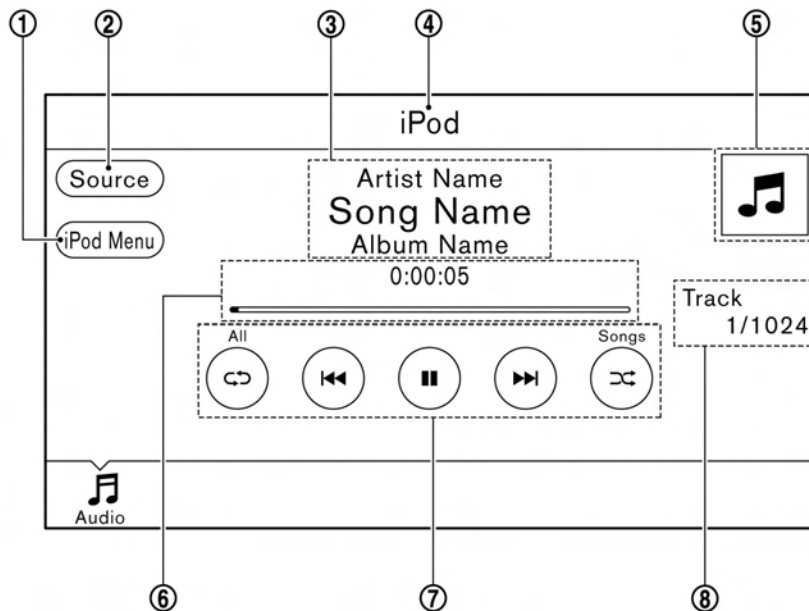 ① ② ③ ④ ⑤
iPod
Source
Artist Name
Song Name
iPod Menu
Album Name
0:00:05
Track
1/1024
All
Songs
Audio
⑥ ⑦ ⑧